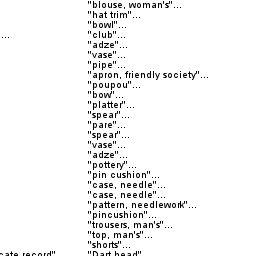 "blouse, woman's"...
"hat trim"...
"bowl"...
... "club"...
"adze"...
"vase"...
"pipe"...
"apron, friendly society"...
"poupou"...
"bow"...
"platter"...
"spear"...
"pare"...
"spear"...
"vase"...
"adze"...
"pottery"...
"pin cushion"...
"case, needle"...
"case, needle"...
"pattern, needlework"...
"pincushion"...
"trousers, man's"...
"top, man's"...
"shorts"...
record" "Dart head"